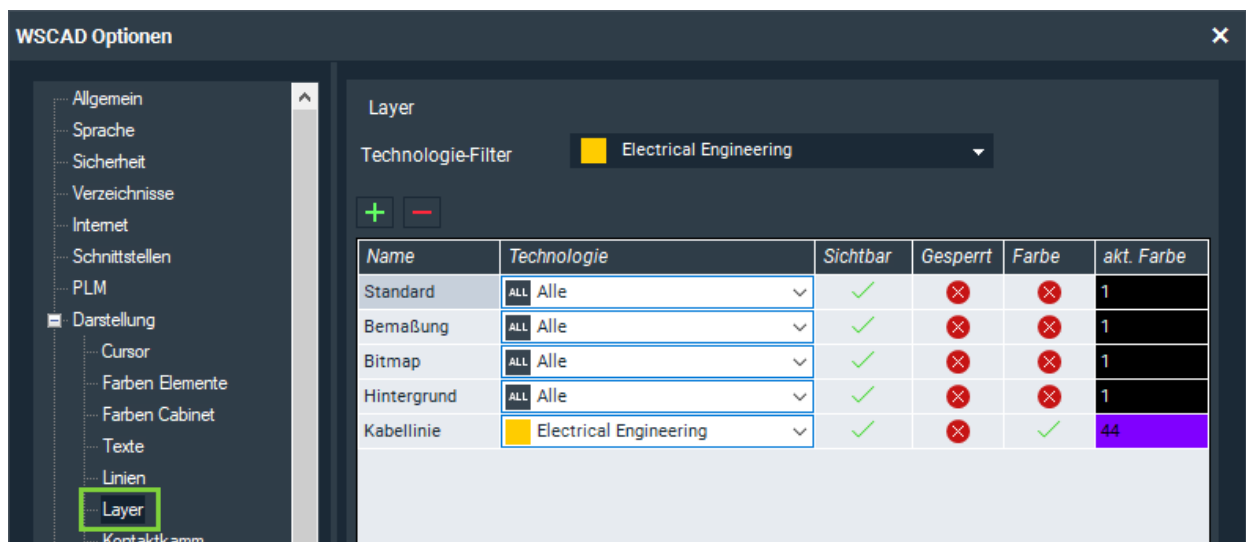 WSCAD Optionen
Allgemein
Sprache
Sicherheit
Verzeichnisse
Internet
Schnittstellen
PLM
Darstellung
Cursor
Farben Elemente
Farben Cabinet
Texte
Linien
Layer
Kontaktkamm
Layer
Technologie-Filter Electrical Engineering
Name Technologie Sichtbar Gesperrt Farbe akt. Farbe
Standard ALL Alle 1
Bemaßung ALL Alle 1
Bitmap ALL Alle 1
Hintergrund ALL Alle 1
Kabellinie Electrical Engineering 44